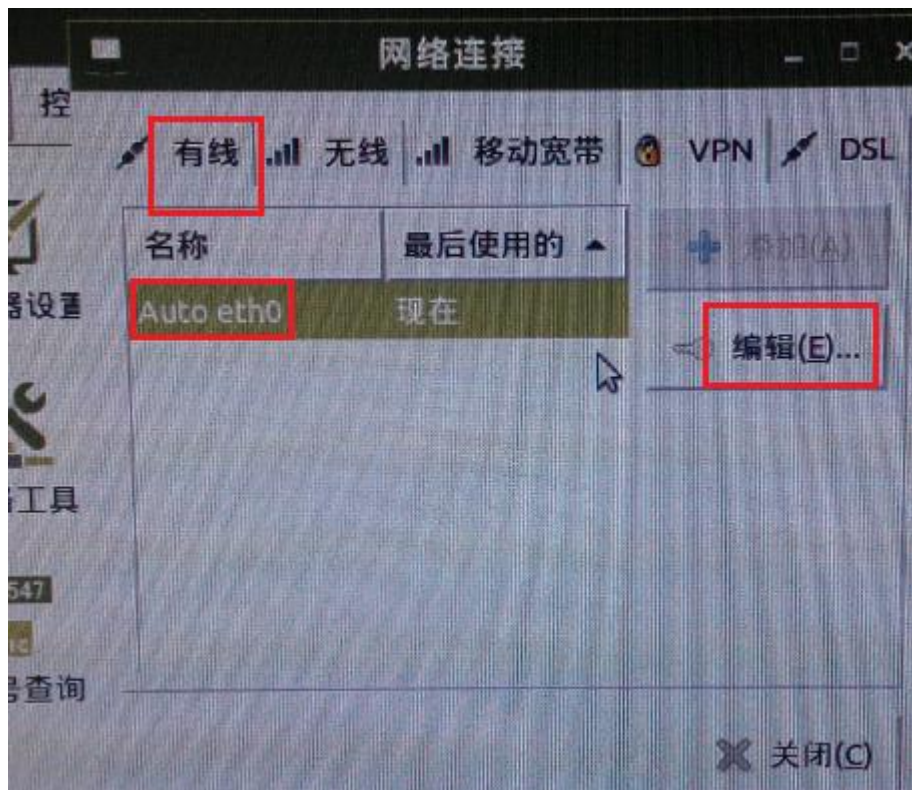 网络连接
控
有线 无线 移动宽带 VPN DSL
名称 最后使用的
添加(A)
Auto eth0 现在
器设置
编辑(E)...
工具
547
号查询
关闭(C)